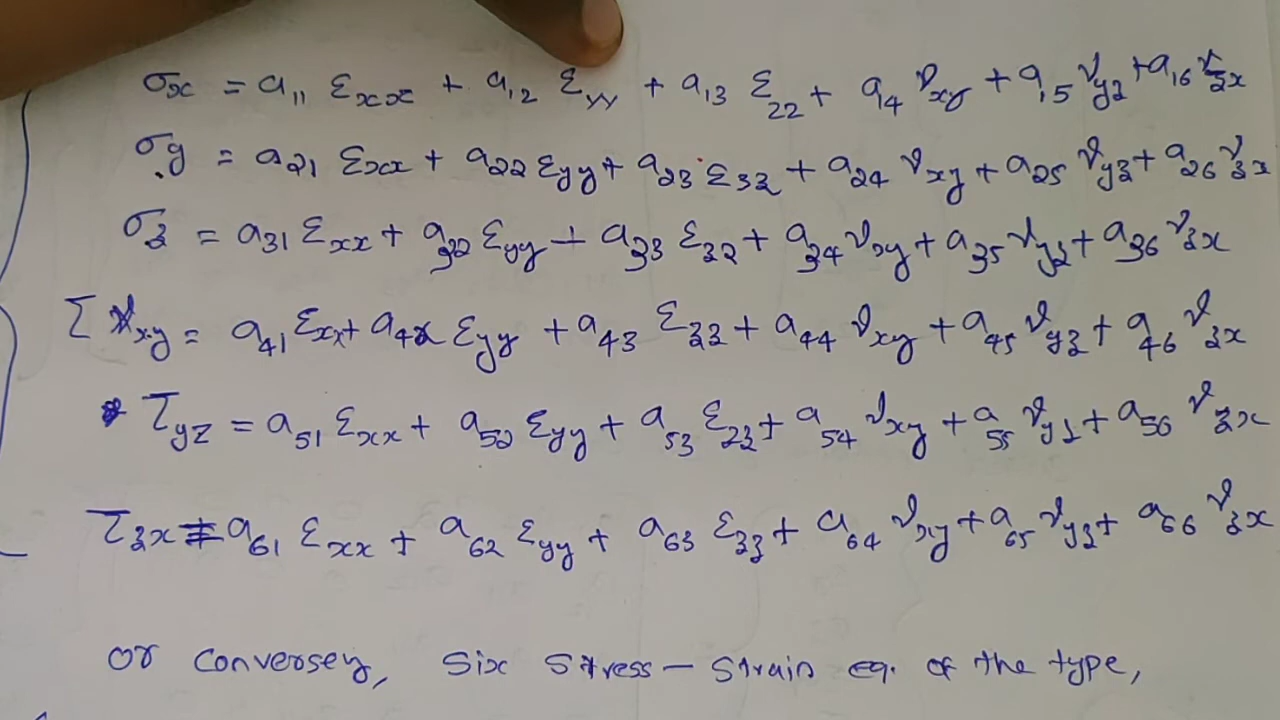 σx = a11 εxx + a12 εyy + a13 εzz + a4 γxy + a15 γyz + a16 γzx
σy = a21 εxx + a22 εyy + a23 εzz + a24 γxy + a25 γyz + a26 γzx
σz = a31 εxx + a32 εyy + a33 εzz + a34 γxy + a35 γyz + a36 γzx
τxy = a41 εxx + a42 εyy + a43 εzz + a44 γxy + a45 γyz + a46 γzx
τyz = a51 εxx + a52 εyy + a53 εzz + a54 γxy + a55 γyz + a56 γzx
τzx = a61 εxx + a62 εyy + a63 εzz + a64 γxy + a65 γyz + a66 γzx
or conversey, six stress - strain eq. of the type,